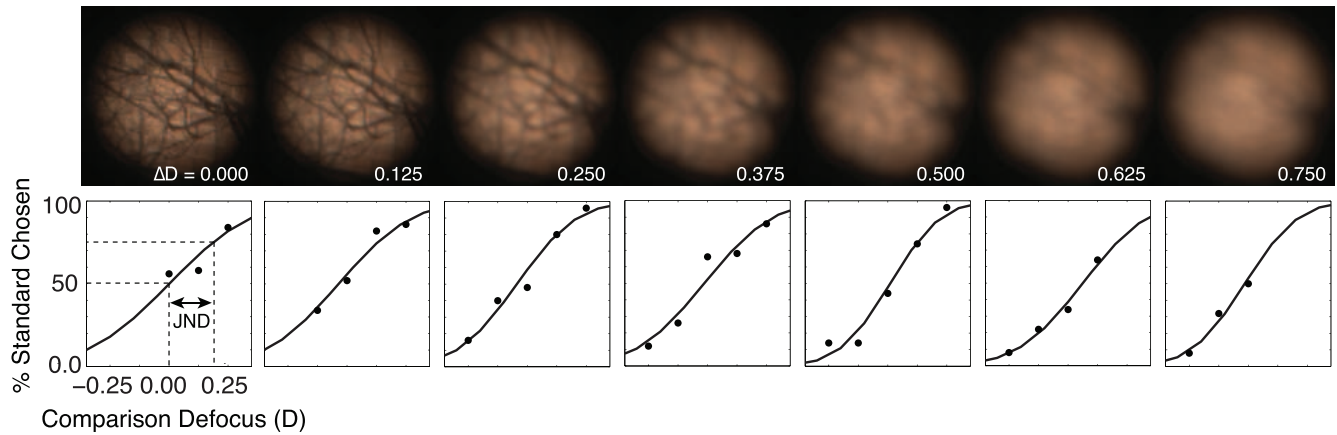 ΔD = 0.000 0.125 0.250 0.375 0.500 0.625 0.750
% Standard Chosen
100
50
0.0
JND
−0.25 0.00 0.25
Comparison Defocus (D)